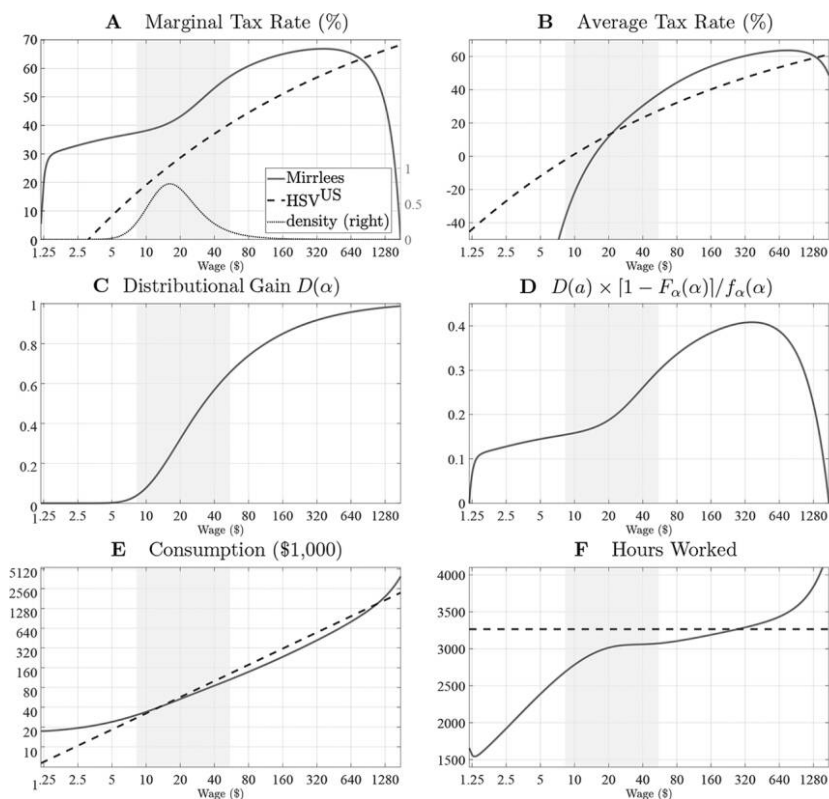 A Marginal Tax Rate (%)
70
60
50
40
30
20
10
0
1
0.5
0
Mirrlees
HSVUS
density (right)
1.25 2.5 5 10 20 40 80 160 320 640 1280
Wage ($)
B Average Tax Rate (%)
60
40
20
0
-20
-40
1.25 2.5 5 10 20 40 80 160 320 640 1280
Wage ($)
C Distributional Gain D(α)
1
0.8
0.6
0.4
0.2
0
1.25 2.5 5 10 20 40 80 160 320 640 1280
Wage ($)
D D(a) × [1 − Fα(α)]/fα(α)
0.4
0.3
0.2
0.1
0
1.25 2.5 5 10 20 40 80 160 320 640 1280
Wage ($)
E Consumption ($1,000)
5120
2560
1280
640
320
160
80
40
20
10
1.25 2.5 5 10 20 40 80 160 320 640 1280
Wage ($)
F Hours Worked
4000
3500
3000
2500
2000
1500
1.25 2.5 5 10 20 40 80 160 320 640 1280
Wage ($)